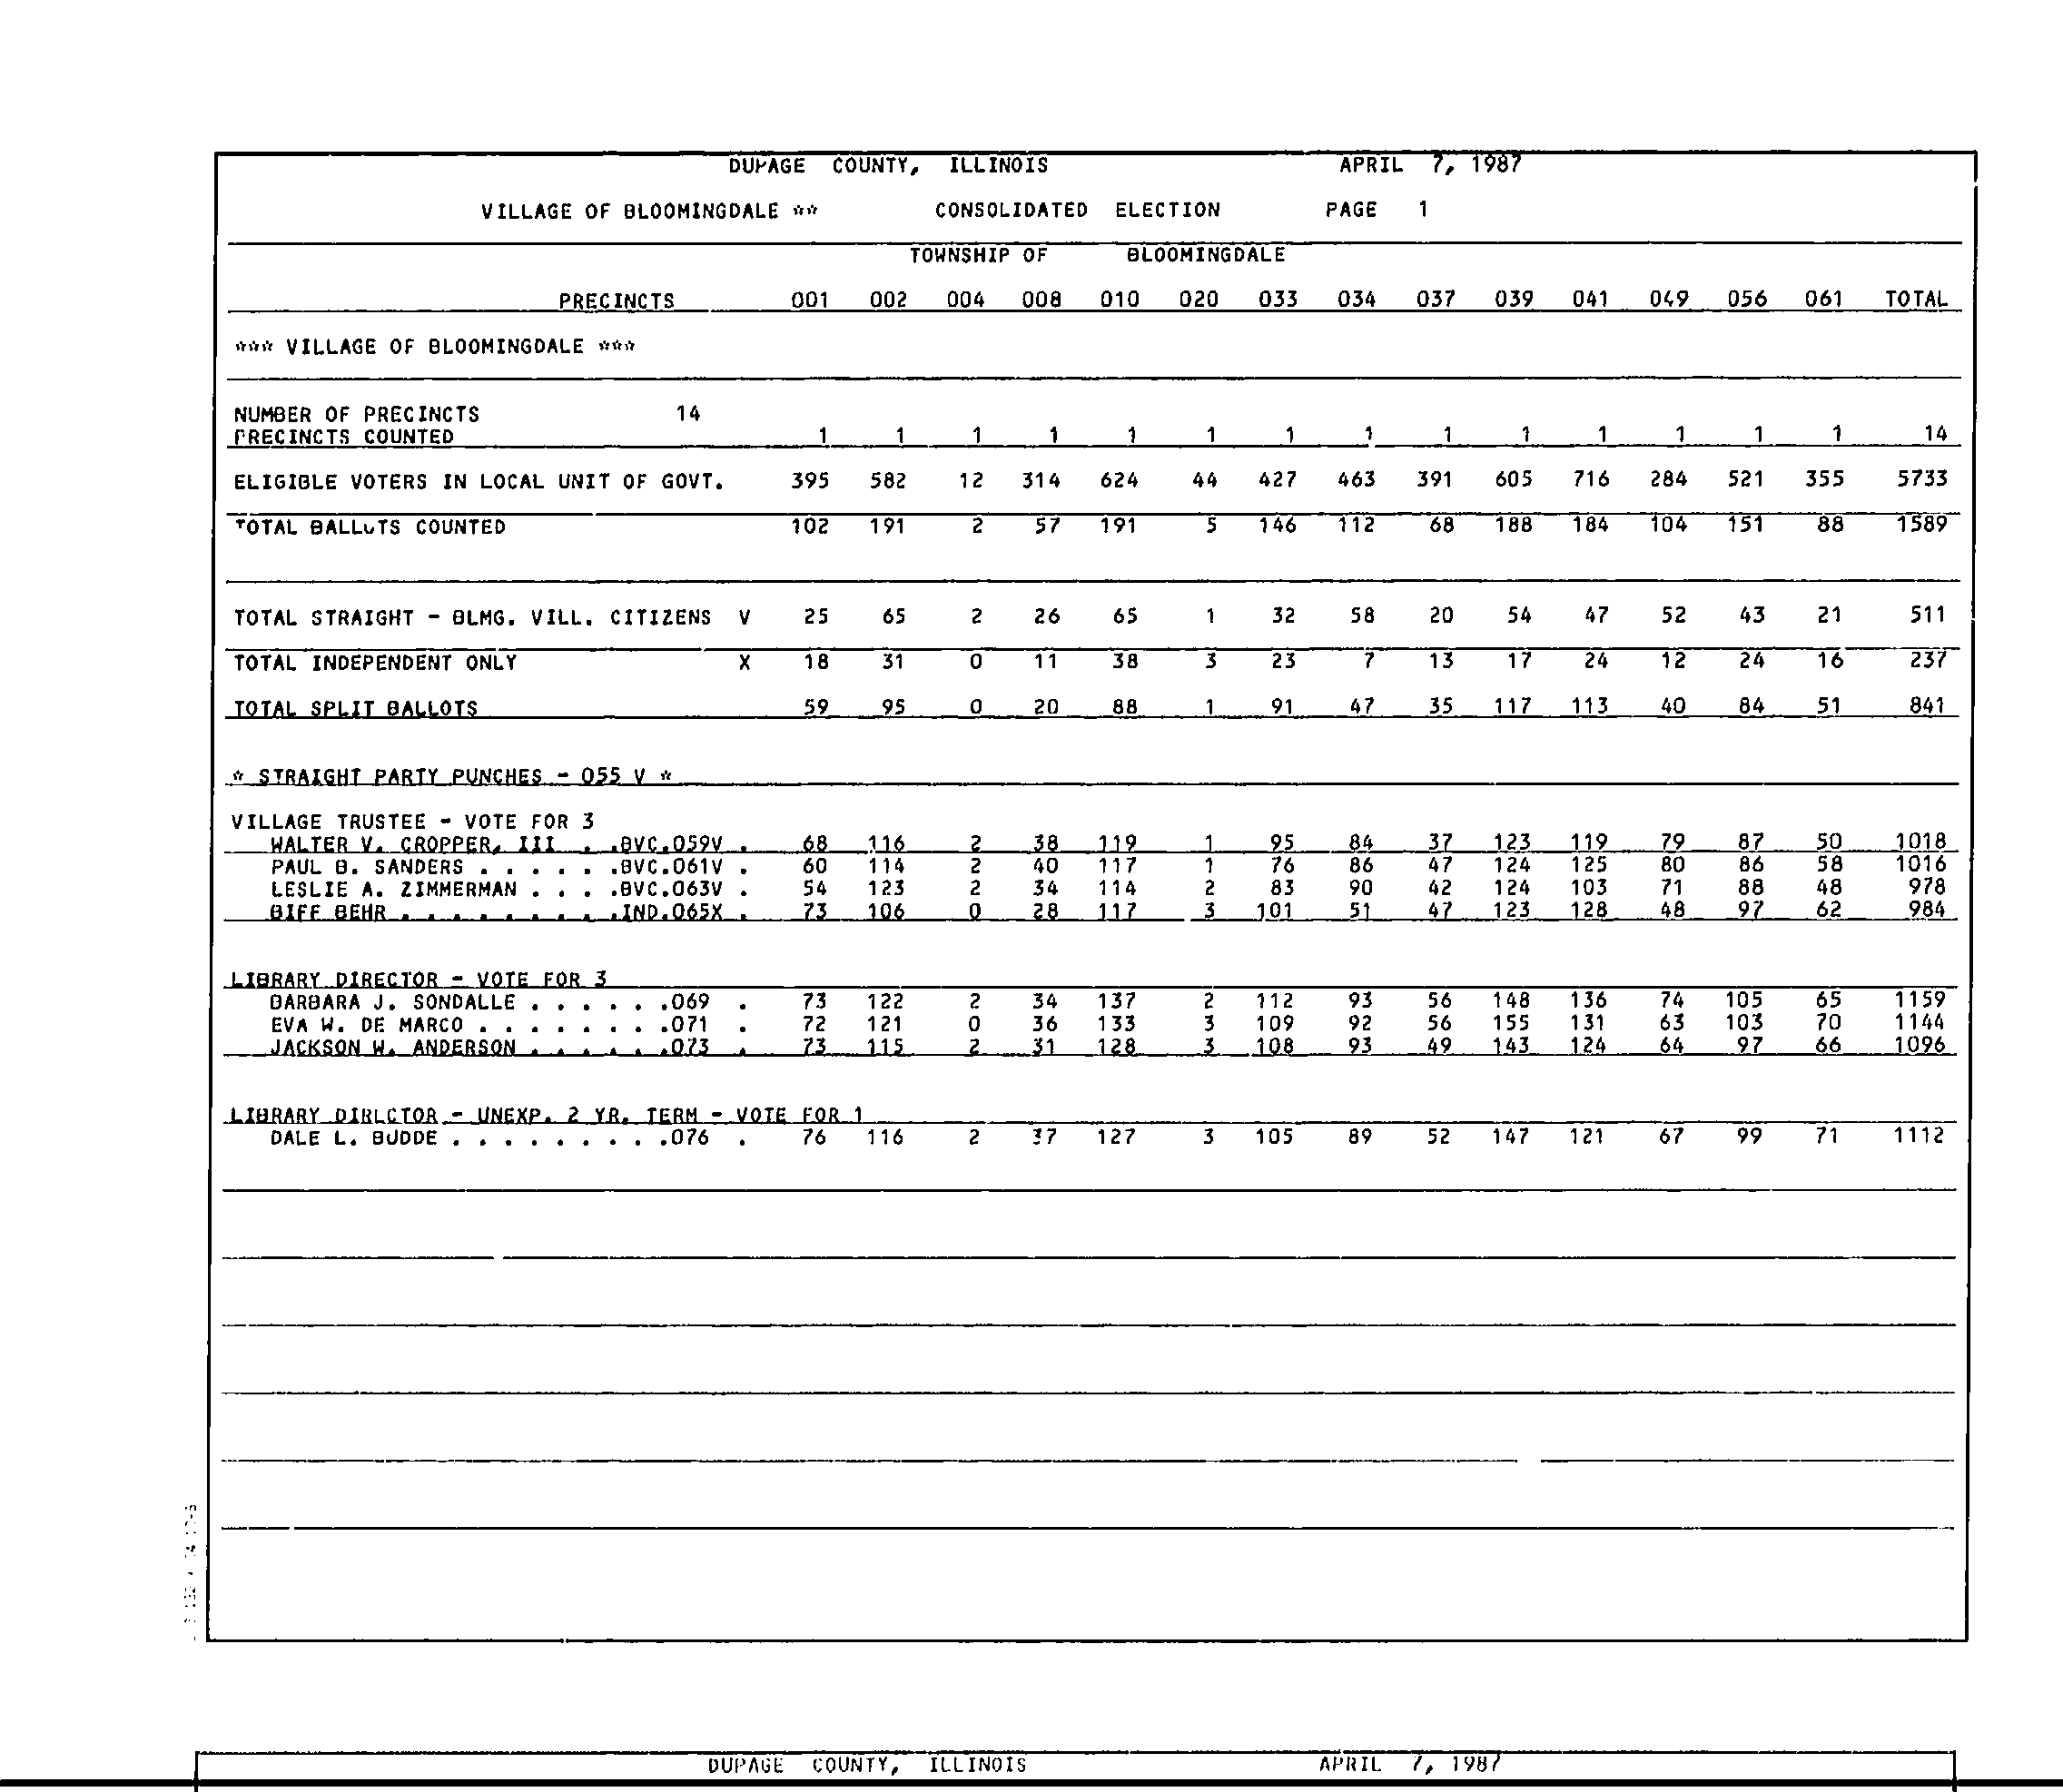 DUPAGE COUNTY, ILLINOIS APRIL 7, 1987
VILLAGE OF BLOOMINGDALE ** CONSOLIDATED ELECTION PAGE 1
TOWNSHIP OF BLOOMINGDALE
PRECINCTS 001 002 004 008 010 020 033 034 037 039 041 049 056 061 TOTAL
*** VILLAGE OF BLOOMINGDALE ***
NUMBER OF PRECINCTS 14
PRECINCTS COUNTED 1 1 1 1 1 1 1 1 1 1 1 1 1 1 14
ELIGIBLE VOTERS IN LOCAL UNIT OF GOVT. 395 582 12 314 624 44 427 463 391 605 716 284 521 355 5733
TOTAL BALLOTS COUNTED 102 191 2 57 191 5 146 112 68 188 184 104 151 88 1589
TOTAL STRAIGHT - BLMG. VILL. CITIZENS V 25 65 2 26 65 1 32 58 20 54 47 52 43 21 511
TOTAL INDEPENDENT ONLY X 18 31 0 11 38 3 23 7 13 17 24 12 24 16 237
TOTAL SPLIT BALLOTS 59 95 0 20 88 1 91 47 35 117 113 40 84 51 841
* STRAIGHT PARTY PUNCHES - 055 V *
VILLAGE TRUSTEE - VOTE FOR 3
WALTER V. CROPPER, III . .BVC.059V . 68 116 2 38 119 1 95 84 37 123 119 79 87 50 1018
PAUL B. SANDERS . . . . . .BVC.061V . 60 114 2 40 117 1 76 86 47 124 125 80 86 58 1016
LESLIE A. ZIMMERMAN . . . .BVC.063V . 54 123 2 34 114 2 83 90 42 124 103 71 88 48 978
BIFF BEHR . . . . . . . . .IND.065X . 73 106 0 28 117 3 101 51 47 123 128 48 97 62 984
LIBRARY DIRECTOR - VOTE FOR 3
BARBARA J. SONDALLE . . . . . .069 . 73 122 2 34 137 2 112 93 56 148 136 74 105 65 1159
EVA W. DE MARCO . . . . . . . .071 . 72 121 0 36 133 3 109 92 56 155 131 63 103 70 1144
JACKSON W. ANDERSON . . . . . .073 . 73 115 2 31 128 3 108 93 49 143 124 64 97 66 1096
LIBRARY DIRECTOR - UNEXP. 2 YR. TERM - VOTE FOR 1
DALE L. BUDDE . . . . . . . . .076 . 76 116 2 37 127 3 105 89 52 147 121 67 99 71 1112
DUPAGE COUNTY, ILLINOIS APRIL 7, 1987